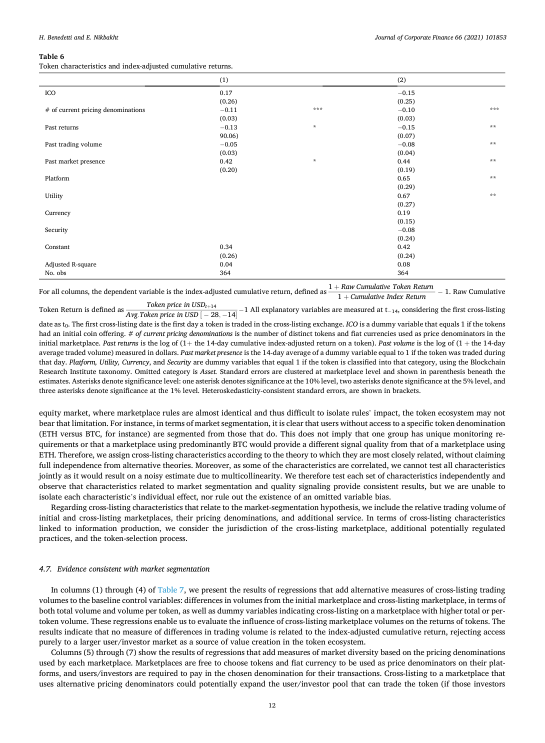 H. Benedetti and E. Nikbakht
Journal of Corporate Finance 66 (2021) 101853
Table 6
Token characteristics and index-adjusted cumulative returns.
(1) (2)
ICO 0.17 −0.15
(0.26) (0.25)
# of current pricing denominations −0.11 *** −0.10 ***
(0.03) (0.03)
Past returns −0.13 * −0.15 **
90.06) (0.07)
Past trading volume −0.05 −0.08 **
(0.03) (0.04)
Past market presence 0.42 * 0.44 **
(0.20) (0.19)
Platform 0.65 **
(0.29)
Utility 0.67 **
(0.27)
Currency 0.19
(0.15)
Security −0.08
(0.24)
Constant 0.34 0.42
(0.26) (0.24)
Adjusted R-square 0.04 0.08
No. obs 364 364
For all columns, the dependent variable is the index-adjusted cumulative return, defined as 1 + Raw Cumulative Token Return / 1 + Cumulative Index Return − 1. Raw Cumulative
Token Return is defined as Token price in USDt+14 / Avg.Token price in USD [ − 28, −14] −1 All explanatory variables are measured at t−14, considering the first cross-listing
date as t0. The first cross-listing date is the first day a token is traded in the cross-listing exchange. ICO is a dummy variable that equals 1 if the tokens
had an initial coin offering. # of current pricing denominations is the number of distinct tokens and fiat currencies used as price denominators in the
initial marketplace. Past returns is the log of (1+ the 14-day cumulative index-adjusted return on a token). Past volume is the log of (1 + the 14-day
average traded volume) measured in dollars. Past market presence is the 14-day average of a dummy variable equal to 1 if the token was traded during
that day. Platform, Utility, Currency, and Security are dummy variables that equal 1 if the token is classified into that category, using the Blockchain
Research Institute taxonomy. Omitted category is Asset. Standard errors are clustered at marketplace level and shown in parenthesis beneath the
estimates. Asterisks denote significance level: one asterisk denotes significance at the 10% level, two asterisks denote significance at the 5% level, and
three asterisks denote significance at the 1% level. Heteroskedasticity-consistent standard errors, are shown in brackets.
equity market, where marketplace rules are almost identical and thus difficult to isolate rules' impact, the token ecosystem may not
bear that limitation. For instance, in terms of market segmentation, it is clear that users without access to a specific token denomination
(ETH versus BTC, for instance) are segmented from those that do. This does not imply that one group has unique monitoring re-
quirements or that a marketplace using predominantly BTC would provide a different signal quality from that of a marketplace using
ETH. Therefore, we assign cross-listing characteristics according to the theory to which they are most closely related, without claiming
full independence from alternative theories. Moreover, as some of the characteristics are correlated, we cannot test all characteristics
jointly as it would result on a noisy estimate due to multicollinearity. We therefore test each set of characteristics independently and
observe that characteristics related to market segmentation and quality signaling provide consistent results, but we are unable to
isolate each characteristic's individual effect, nor rule out the existence of an omitted variable bias.
Regarding cross-listing characteristics that relate to the market-segmentation hypothesis, we include the relative trading volume of
initial and cross-listing marketplaces, their pricing denominations, and additional service. In terms of cross-listing characteristics
linked to information production, we consider the jurisdiction of the cross-listing marketplace, additional potentially regulated
practices, and the token-selection process.
4.7. Evidence consistent with market segmentation
In columns (1) through (4) of Table 7, we present the results of regressions that add alternative measures of cross-listing trading
volumes to the baseline control variables: differences in volumes from the initial marketplace and cross-listing marketplace, in terms of
both total volume and volume per token, as well as dummy variables indicating cross-listing on a marketplace with higher total or per-
token volume. These regressions enable us to evaluate the influence of cross-listing marketplace volumes on the returns of tokens. The
results indicate that no measure of differences in trading volume is related to the index-adjusted cumulative return, rejecting access
purely to a larger user/investor market as a source of value creation in the token ecosystem.
Columns (5) through (7) show the results of regressions that add measures of market diversity based on the pricing denominations
used by each marketplace. Marketplaces are free to choose tokens and fiat currency to be used as price denominators on their plat-
forms, and users/investors are required to pay in the chosen denomination for their transactions. Cross-listing to a marketplace that
uses alternative pricing denominators could potentially expand the user/investor pool that can trade the token (if those investors
12